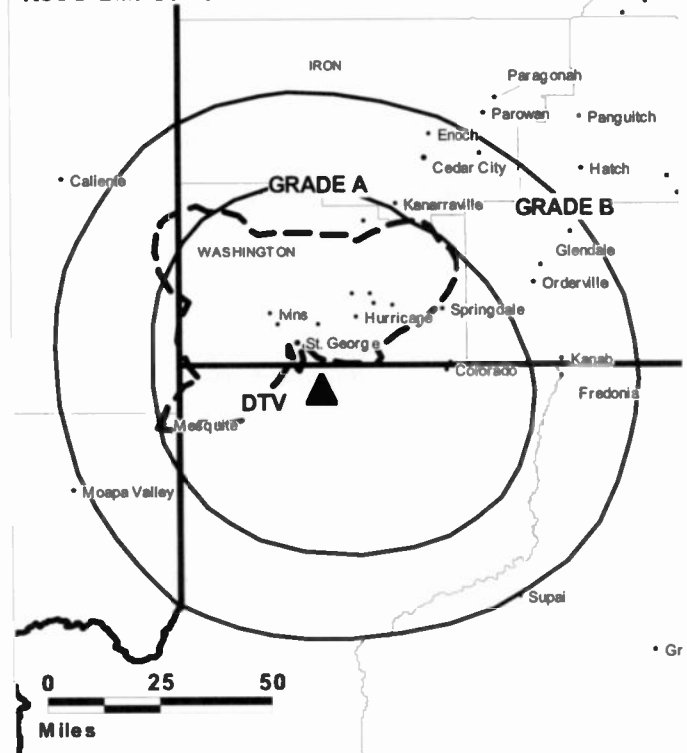 IRON
Paragonah
Parowan
Panguitch
Enoch
Cedar City
Hatch
Caliente
GRADE A
Kanarraville
GRADE B
WASHINGTON
Glendale
Orderville
Ivins
Hurricane
Springdale
St. George
Kanab
Colorado
DTV
Fredonia
Mesquite
Moapa Valley
Supai
Gr
0 25 50
Miles